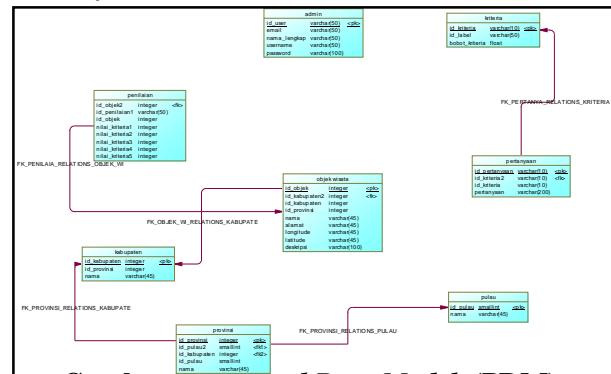 admin
id_user varchar(50) <pk>
email varchar(50)
nama_lengkap varchar(50)
username varchar(50)
password varchar(100)
kriteria
id_kriteria varchar(10) <pk>
id_label varchar(50)
bobot_kriteria float
FK_PERTANYA_RELATIONS_KRITERIA
penilaian
id_objek2 integer <fk>
id_penilaian1 varchar(50)
id_objek integer
nilai_kriteria1 integer
nilai_kriteria2 integer
nilai_kriteria3 integer
nilai_kriteria4 integer
nilai_kriteria5 integer
FK_PENILAIA_RELATIONS_OBJEK_WI
pertanyaan
id_pertanyaan varchar(10) <pk>
id_kriteria2 varchar(10) <fk>
id_kriteria varchar(10)
pertanyaan varchar(200)
objek wisata
id_objek integer <pk>
id_kabupaten2 integer <fk>
id_kabupaten integer
id_provinsi integer
nama varchar(45)
alamat varchar(45)
longitude varchar(45)
latitude varchar(45)
deskripsi varchar(100)
FK_OBJEK_WI_RELATIONS_KABUPATE
kabupaten
id_kabupaten integer <pk>
id_provinsi integer
nama varchar(45)
FK_PROVINSI_RELATIONS_KABUPATE
pulau
id_pulau smallint <pk>
nama varchar(45)
FK_PROVINSI_RELATIONS_PULAU
provinsi
id_provinsi integer <pk>
id_pulau2 smallint <fk1>
id_kabupaten integer <fk2>
id_pulau smallint
nama varchar(45)